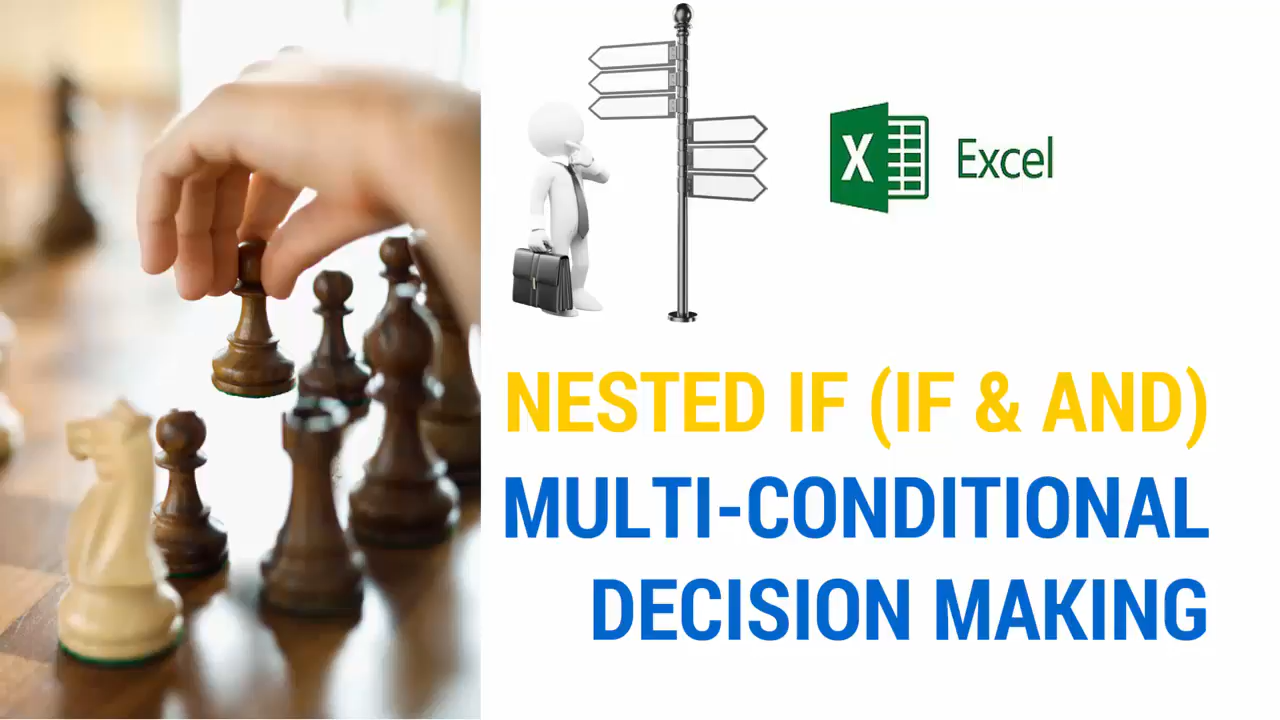 X Excel
NESTED IF (IF & AND)
MULTI-CONDITIONAL
DECISION MAKING